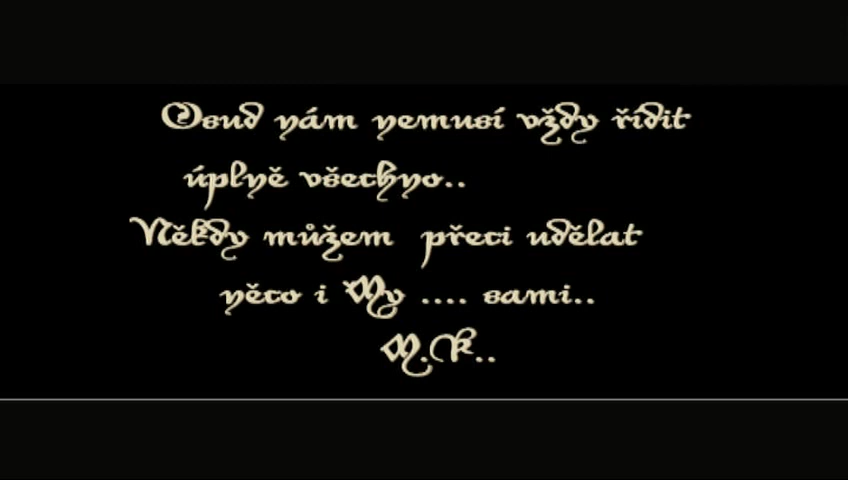 Osud nám nemusí vždy řídit
úplně všechno..
Někdy můžem přeci udělat
něco i My .... sami..
M.K..